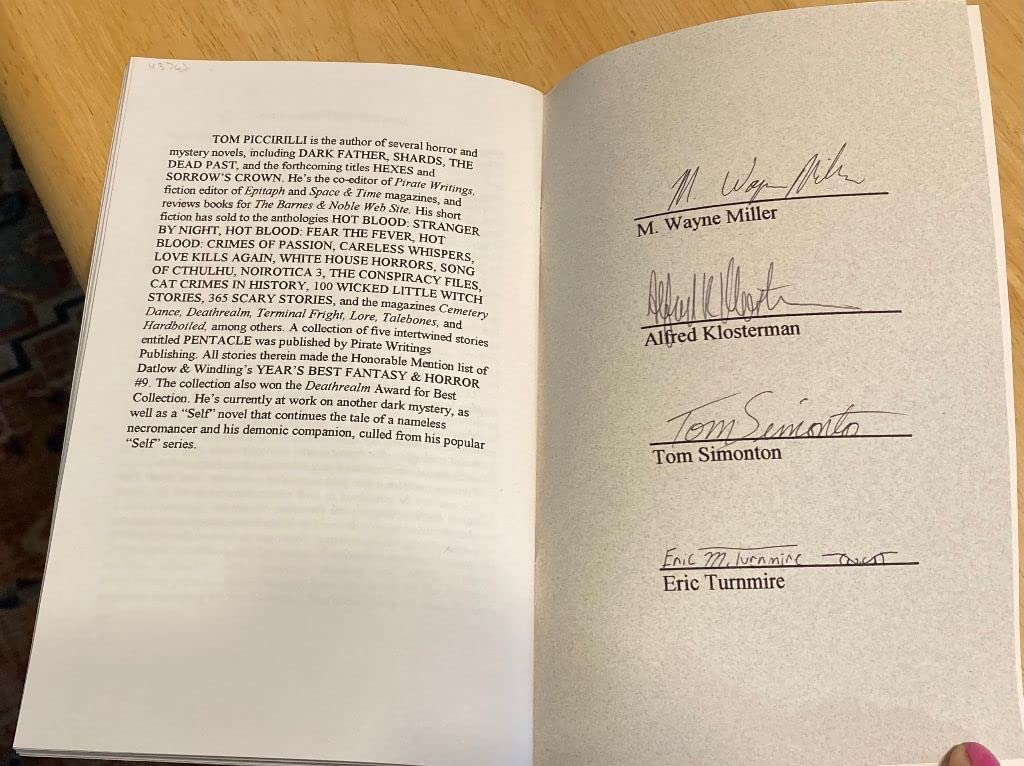 TOM PICCIRILLI is the author of several horror and
mystery novels, including DARK FATHER, SHARDS, THE
DEAD PAST, and the forthcoming titles HEXES and
SORROW'S CROWN. He's the co-editor of Pirate Writings,
fiction editor of Epitaph and Space & Time magazines, and
reviews books for The Barnes & Noble Web Site. His short
fiction has sold to the anthologies HOT BLOOD: STRANGER
BY NIGHT, HOT BLOOD: FEAR THE FEVER, HOT
BLOOD: CRIMES OF PASSION, CARELESS WHISPERS,
LOVE KILLS AGAIN, WHITE HOUSE HORRORS, SONG
OF CTHULHU, NOIROTICA 3, THE CONSPIRACY FILES,
CAT CRIMES IN HISTORY, 100 WICKED LITTLE WITCH
STORIES, 365 SCARY STORIES, and the magazines Cemetery
Dance, Deathrealm, Terminal Fright, Lore, Talebones, and
Hardboiled, among others. A collection of five intertwined stories
entitled PENTACLE was published by Pirate Writings
Publishing. All stories therein made the Honorable Mention list of
Datlow & Windling's YEAR'S BEST FANTASY & HORROR
#9. The collection also won the Deathrealm Award for Best
Collection. He's currently at work on another dark mystery, as
well as a "Self" novel that continues the tale of a nameless
necromancer and his demonic companion, culled from his popular
"Self" series.
M. Wayne Miller
M. Wayne Miller
Alfred K Klosterman
Alfred Klosterman
Tom Simonton
Tom Simonton
Eric M. Turnmire
Eric Turnmire